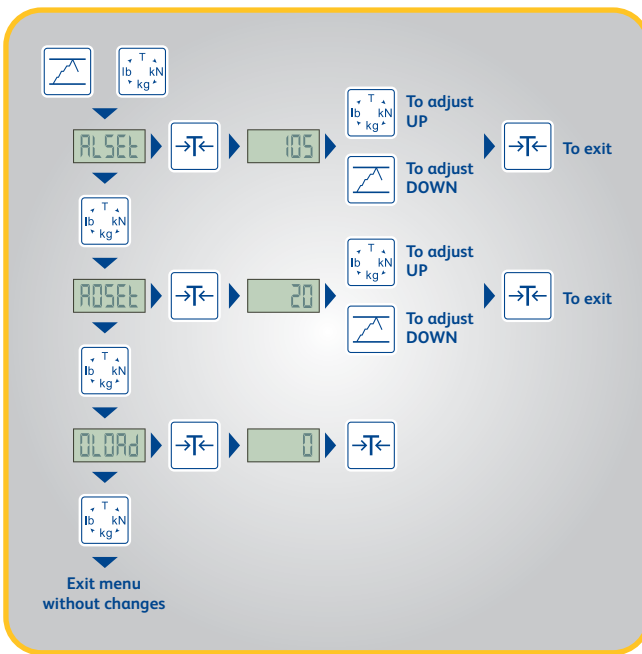 T
lb kN
kg
ALSEt
→T←
105
T
lb kN
kg
To adjust
UP
To adjust
DOWN
→T←
To exit
T
lb kN
kg
AOSEt
→T←
20
T
lb kN
kg
To adjust
UP
To adjust
DOWN
→T←
To exit
T
lb kN
kg
OLOAd
→T←
0
→T←
T
lb kN
kg
Exit menu
without changes